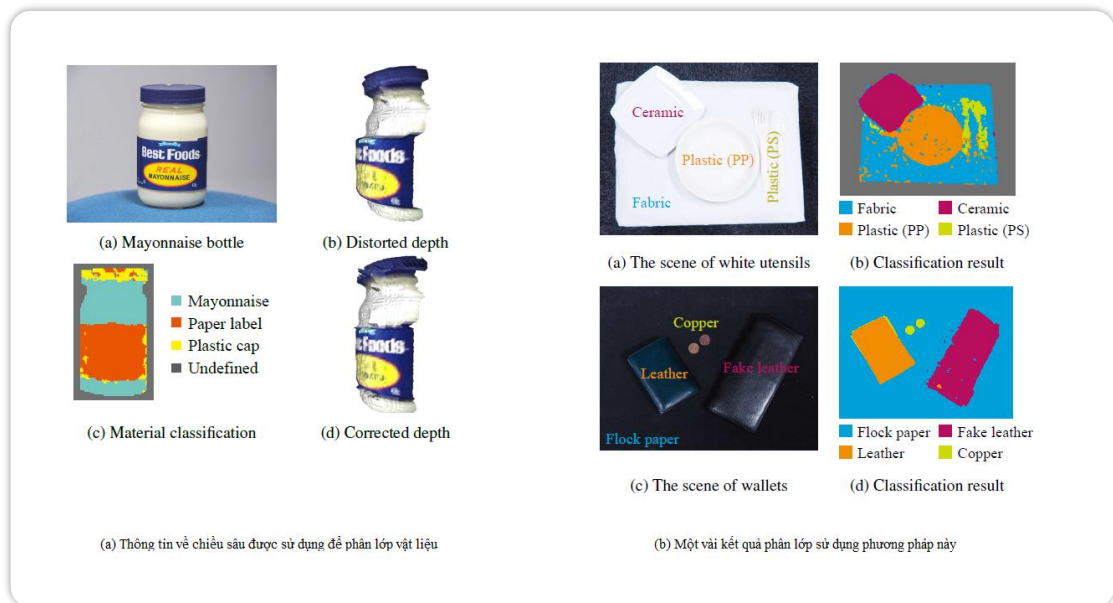 Best Foods
REAL
MAYONNAISE
(a) Mayonnaise bottle
(b) Distorted depth
Mayonnaise
Paper label
Plastic cap
Undefined
(c) Material classification
(d) Corrected depth
(a) Thông tin về chiều sâu được sử dụng để phân lớp vật liệu
Ceramic
Plastic (PP)
Plastic (PS)
Fabric
Fabric
Ceramic
Plastic (PP)
Plastic (PS)
(a) The scene of white utensils
(b) Classification result
Copper
Leather
Fake leather
Flock paper
Flock paper
Fake leather
Leather
Copper
(c) The scene of wallets
(d) Classification result
(b) Một vài kết quả phân lớp sử dụng phương pháp này